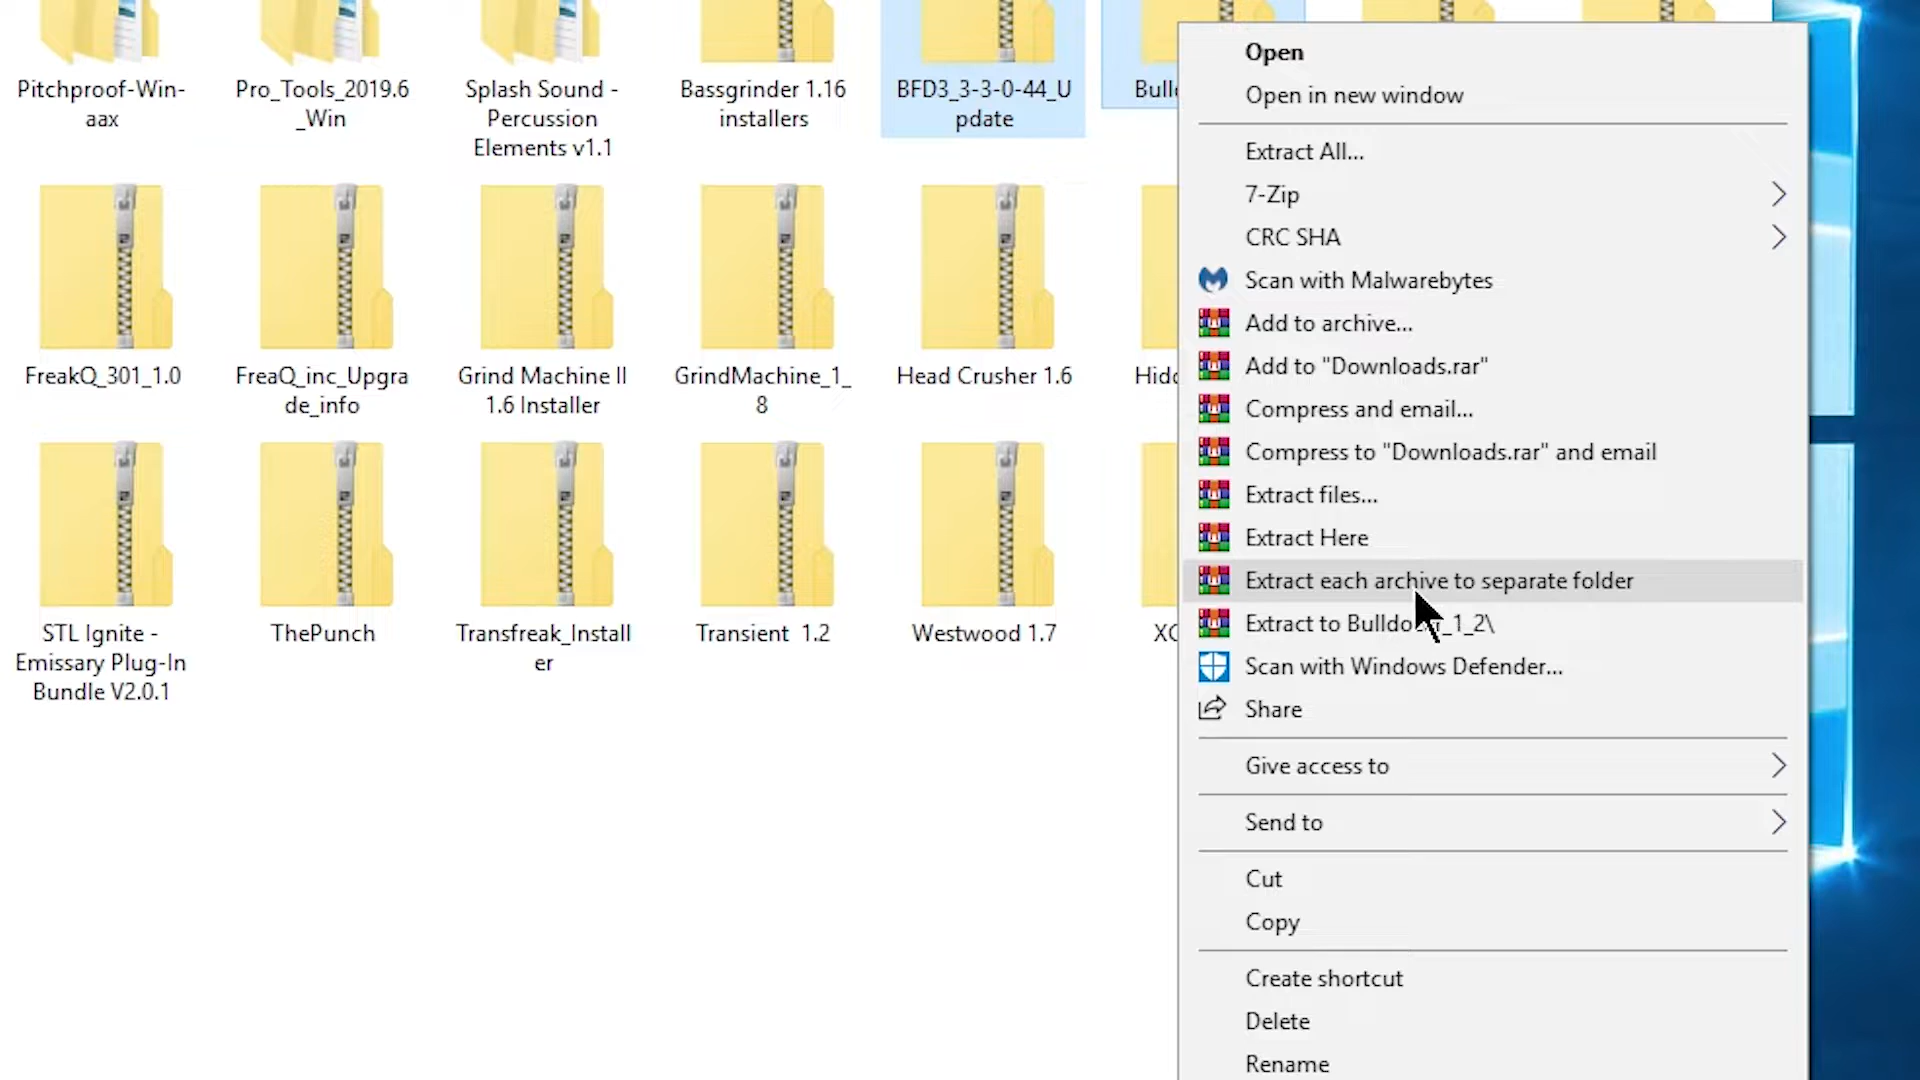 Pitchproof-Win-
aax
Pro_Tools_2019.6
_Win
Splash Sound -
Percussion
Elements v1.1
Bassgrinder 1.16
installers
BFD3_3-3-0-44_U
pdate
FreakQ_301_1.0
FreaQ_inc_Upgra
de_info
Grind Machine II
1.6 Installer
GrindMachine_1_
8
Head Crusher 1.6
STL Ignite -
Emissary Plug-In
Bundle V2.0.1
ThePunch
Transfreak_Install
er
Transient 1.2
Westwood 1.7
Open
Open in new window
Extract All...
7-Zip
CRC SHA
Scan with Malwarebytes
Add to archive...
Add to "Downloads.rar"
Compress and email...
Compress to "Downloads.rar" and email
Extract files...
Extract Here
Extract each archive to separate folder
Extract to
Scan with Windows Defender...
Share
Give access to
Send to
Cut
Copy
Create shortcut
Delete
Rename